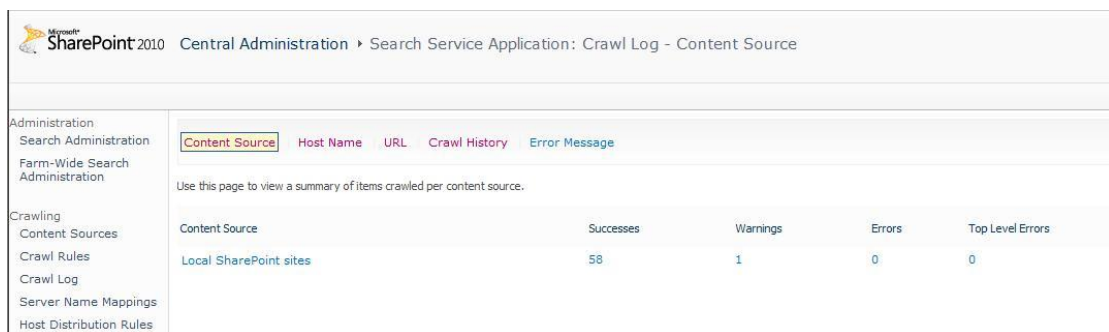 Microsoft
SharePoint 2010 Central Administration ▸ Search Service Application: Crawl Log - Content Source
Administration
Search Administration
Farm-Wide Search
Administration
Crawling
Content Sources
Crawl Rules
Crawl Log
Server Name Mappings
Host Distribution Rules
Content Source Host Name URL Crawl History Error Message
Use this page to view a summary of items crawled per content source.
Content Source Successes Warnings Errors Top Level Errors
Local SharePoint sites 58 1 0 0